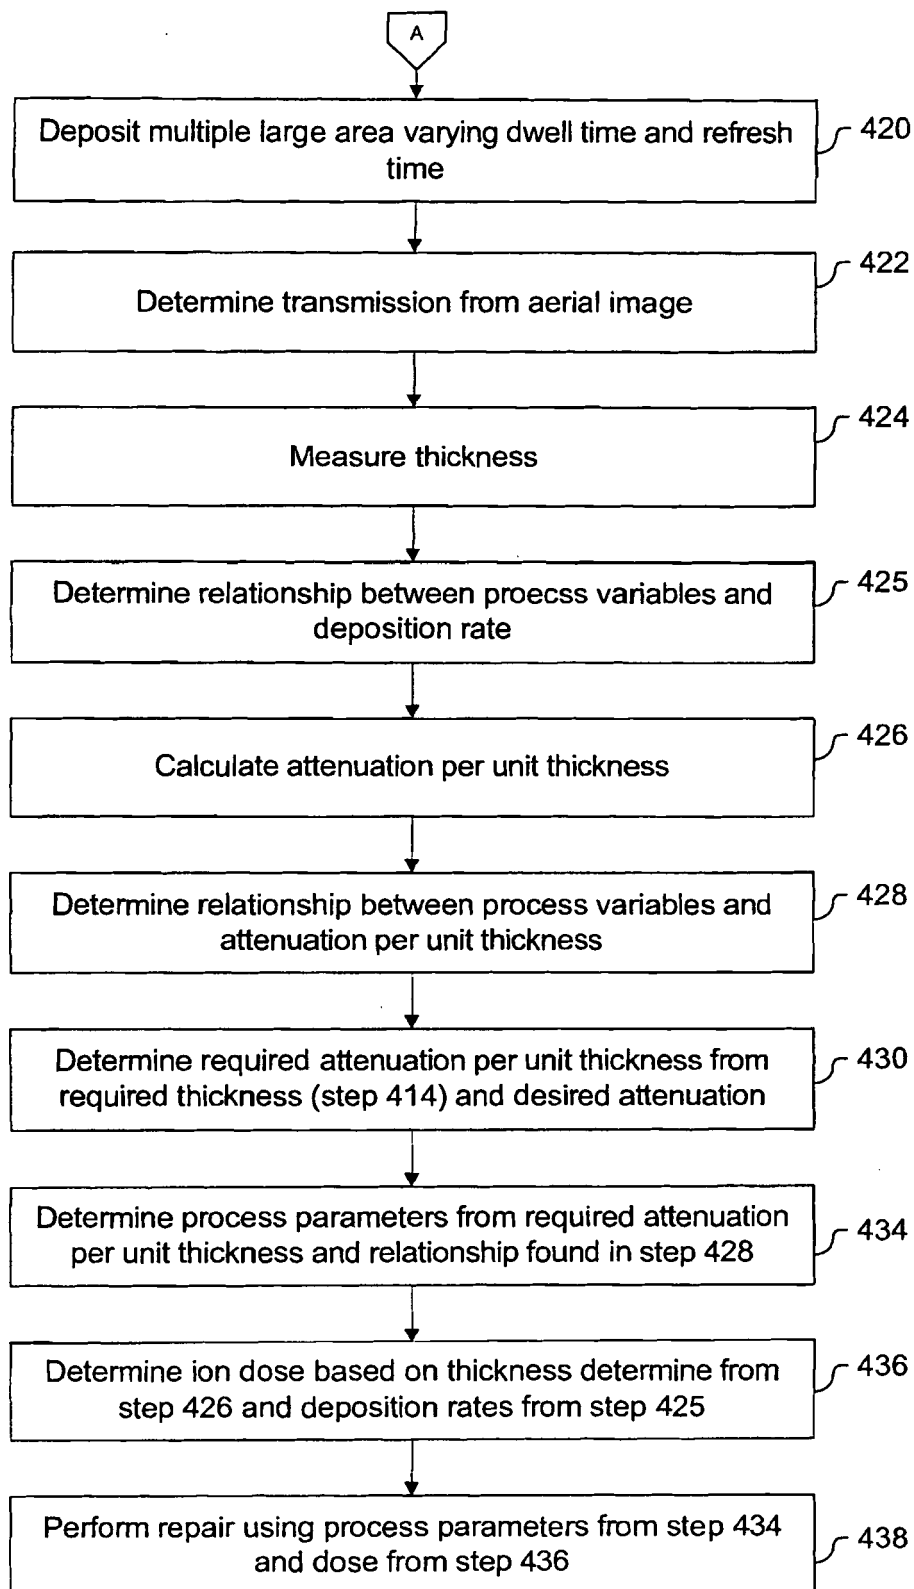 A
Deposit multiple large area varying dwell time and refresh
time
420
Determine transmission from aerial image
422
Measure thickness
424
Determine relationship between proecss variables and
deposition rate
425
Calculate attenuation per unit thickness
426
Determine relationship between process variables and
attenuation per unit thickness
428
Determine required attenuation per unit thickness from
required thickness (step 414) and desired attenuation
430
Determine process parameters from required attenuation
per unit thickness and relationship found in step 428
434
Determine ion dose based on thickness determine from
step 426 and deposition rates from step 425
436
Perform repair using process parameters from step 434
and dose from step 436
438